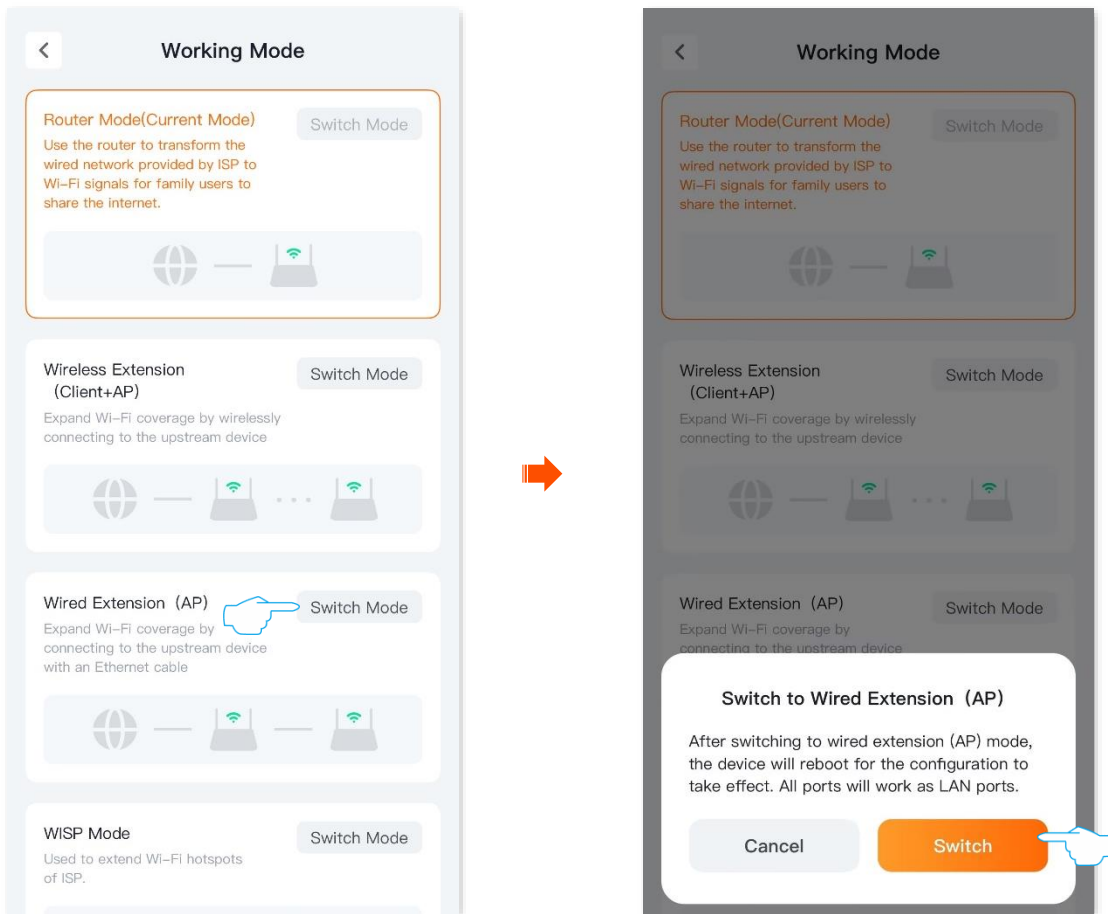 Working Mode
Router Mode(Current Mode)
Switch Mode
Use the router to transform the
wired network provided by ISP to
Wi-Fi signals for family users to
share the internet.
Wireless Extension
(Client+AP)
Switch Mode
Expand Wi-Fi coverage by wirelessly
connecting to the upstream device
Wired Extension (AP)
Switch Mode
Expand Wi-Fi coverage by
connecting to the upstream device
with an Ethernet cable
WISP Mode
Switch Mode
Used to extend Wi-Fi hotspots
of ISP.
Working Mode
Router Mode(Current Mode)
Switch Mode
Use the router to transform the
wired network provided by ISP to
Wi-Fi signals for family users to
share the internet.
Wireless Extension
(Client+AP)
Switch Mode
Expand Wi-Fi coverage by wirelessly
connecting to the upstream device
Wired Extension (AP)
Switch Mode
Expand Wi-Fi coverage by
connecting to the upstream device
Switch to Wired Extension (AP)
After switching to wired extension (AP) mode,
the device will reboot for the configuration to
take effect. All ports will work as LAN ports.
Cancel
Switch